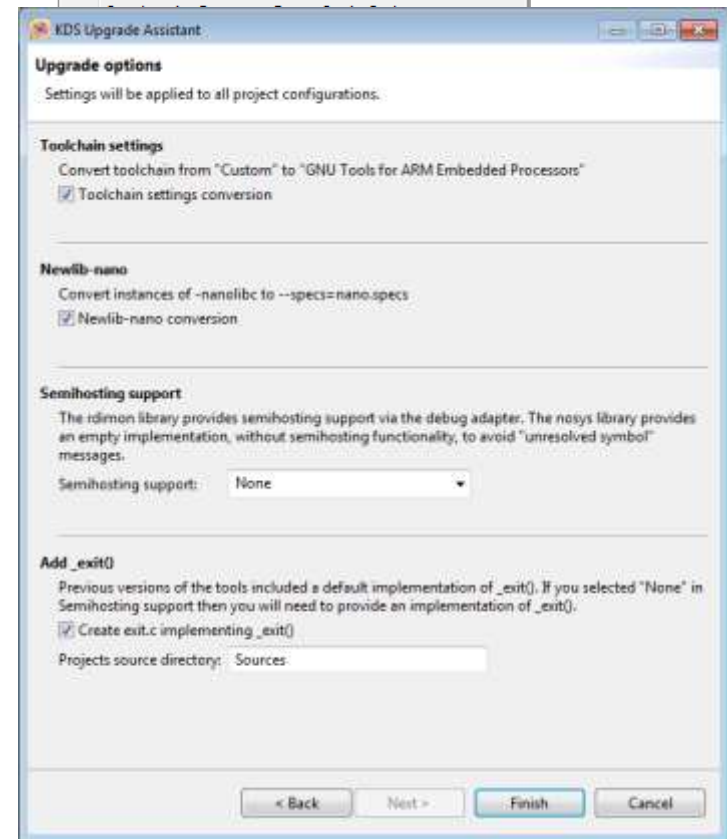 KDS Upgrade Assistant
Upgrade options
Settings will be applied to all project configurations.
Toolchain settings
Convert toolchain from "Custom" to "GNU Tools for ARM Embedded Processors"
Toolchain settings conversion
Newlib-nano
Convert instances of -nanolibc to --specs=nano.specs
Newlib-nano conversion
Semihosting support
The rdimon library provides semihosting support via the debug adapter. The nosys library provides
an empty implementation, without semihosting functionality, to avoid "unresolved symbol"
messages.
Semihosting support: None
Add _exit()
Previous versions of the tools included a default implementation of _exit(). If you selected "None" in
Semihosting support then you will need to provide an implementation of _exit().
Create exit.c implementing _exit()
Projects source directory: Sources
< Back Next > Finish Cancel